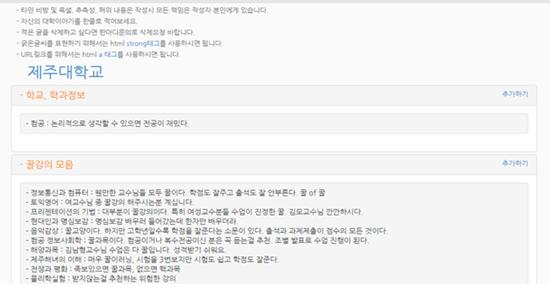 - 타인 비방 및 욕설, 추측성, 허위 내용은 작성시 모든 책임은 작성자 본인에게 있습니다.
- 자신의 대학이야기를 한줄로 적어보세요.
- 적은 글을 삭제하고 싶다면 한마디문의로 삭제요청 바랍니다.
- 굵은글씨를 표현하기 위해서는 html strong태그를 사용하시면 됩니다.
- URL링크를 위해서는 html a 태그를 사용하시면 됩니다.
제주대학교
- 학교, 학과정보 추가하기
- 컴공 : 논리적으로 생각할 수 있으면 전공이 재밌다.
- 꿀강의 모음 추가하기
- 정보통신과 컴퓨터 : 웬만한 교수님들 모두 꿀이다. 학점도 잘주고 출석도 잘 안부른다. 꿀 of 꿀
- 토익영어 : 여교수님 중 꿀강의 해주시는분 계십니다.
- 프리젠테이션의 기법 : 대부분이 꿀강의다. 특히 여성교수분들 수업이 진정한 꿀. 김모교수님 깐깐하시다.
- 현대인과 명심보감 : 명심보감 배우러 들어갔는데 한자만 배우더라.
- 음악감상 : 꿀교양이다. 하지만 고학년일수록 학점을 잘준다는 소문이 있다. 출석과 과제제출이 점수의 모든 것이다.
- 컴공 정보사회학 : 꿀과목이다. 컴공이거나 복수전공이신 분은 꼭 듣는걸 추천. 조별 발표로 수업 진행이 된다.
- 해양과목 : 김남형교수님 수업은 다 꿀입니다. 성적받기 쉬워요.
- 제주해녀의 이해 : 매우 꿀이러닝, 시험을 3번보지만 시험도 쉽고 학점도 잘준다.
- 전쟁과 평화 : 족보있으면 꿀과목, 없으면 핵과목
- 물리학실험 : 받지않는걸 추천하는 위험한 강의